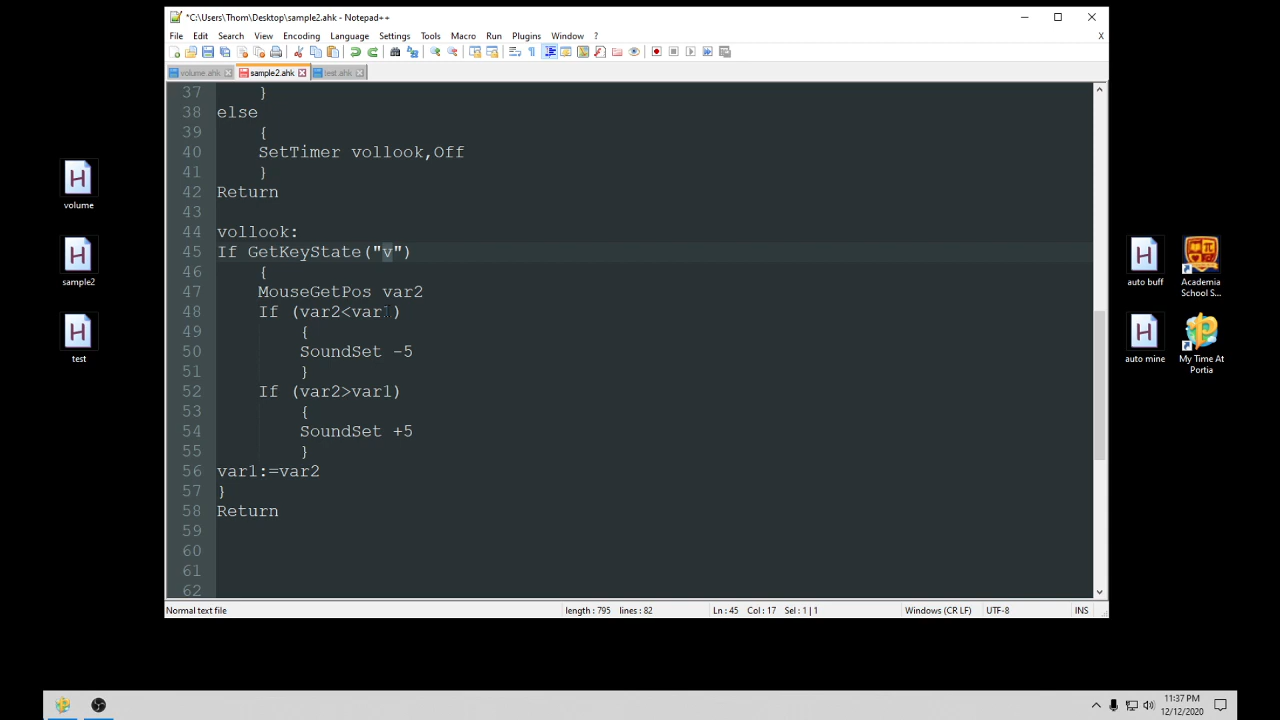 *C:\Users\Thom\Desktop\sample2.ahk - Notepad++
File Edit Search View Encoding Language Settings Tools Macro Run Plugins Window ? X
volume.ahk sample2.ahk test.ahk
37 }
38 else
39 {
40 SetTimer vollook,Off
41 }
42 Return
43
44 vollook:
45 If GetKeyState("v")
46 {
47 MouseGetPos var2
48 If (var2<var1)
49 {
50 SoundSet -5
51 }
52 If (var2>var1)
53 {
54 SoundSet +5
55 }
56 var1:=var2
57 }
58 Return
59
60
61
62
Normal text file length : 795 lines : 82 Ln : 45 Col : 17 Sel : 1 | 1 Windows (CR LF) UTF-8 INS
volume
sample2
test
auto buff
Academia School S...
auto mine
My Time At Portia
11:37 PM
12/12/2020